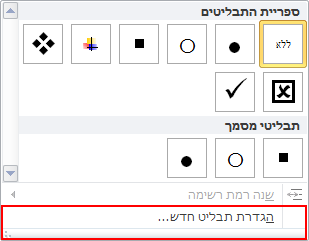 ספריית התבליטים
ללא
תבליטי מסמך
שנה רמת רשימה
הגדרת תבליט חדש...